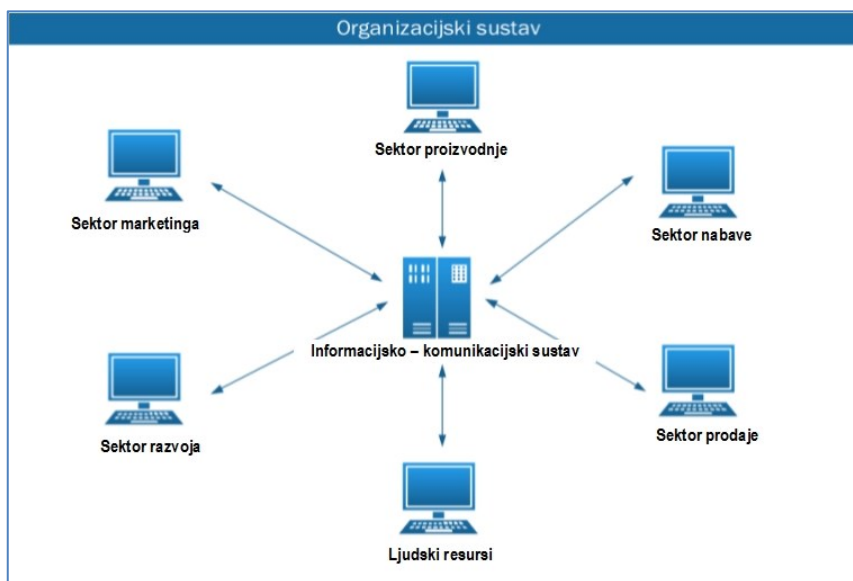 Organizacijski sustav
Sektor proizvodnje
Sektor marketinga
Sektor nabave
Informacijsko – komunikacijski sustav
Sektor razvoja
Sektor prodaje
Ljudski resursi